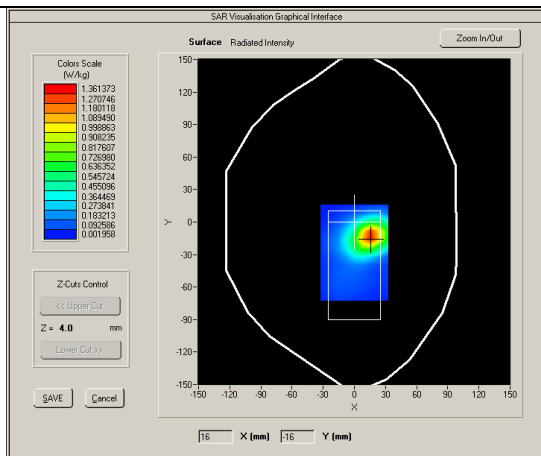 SAR Visualisation Graphical Interface
Surface Radiated Intensity
Zoom In/Out
Colors Scale
(W/kg)
1.361373
1.270746
1.180118
1.089490
0.998863
0.908235
0.817607
0.726980
0.636352
0.545724
0.455096
0.364469
0.273841
0.183213
0.092586
0.001958
Z-Cuts Control
<< Upper Cut
Z = 4.0 mm
Lower Cut >>
SAVE Cancel
150
120
90
60
30
0
-30
-60
-90
-120
-150
Y
-150 -120 -90 -60 -30 0 30 60 90 120 150
X
16 X (mm) -16 Y (mm)